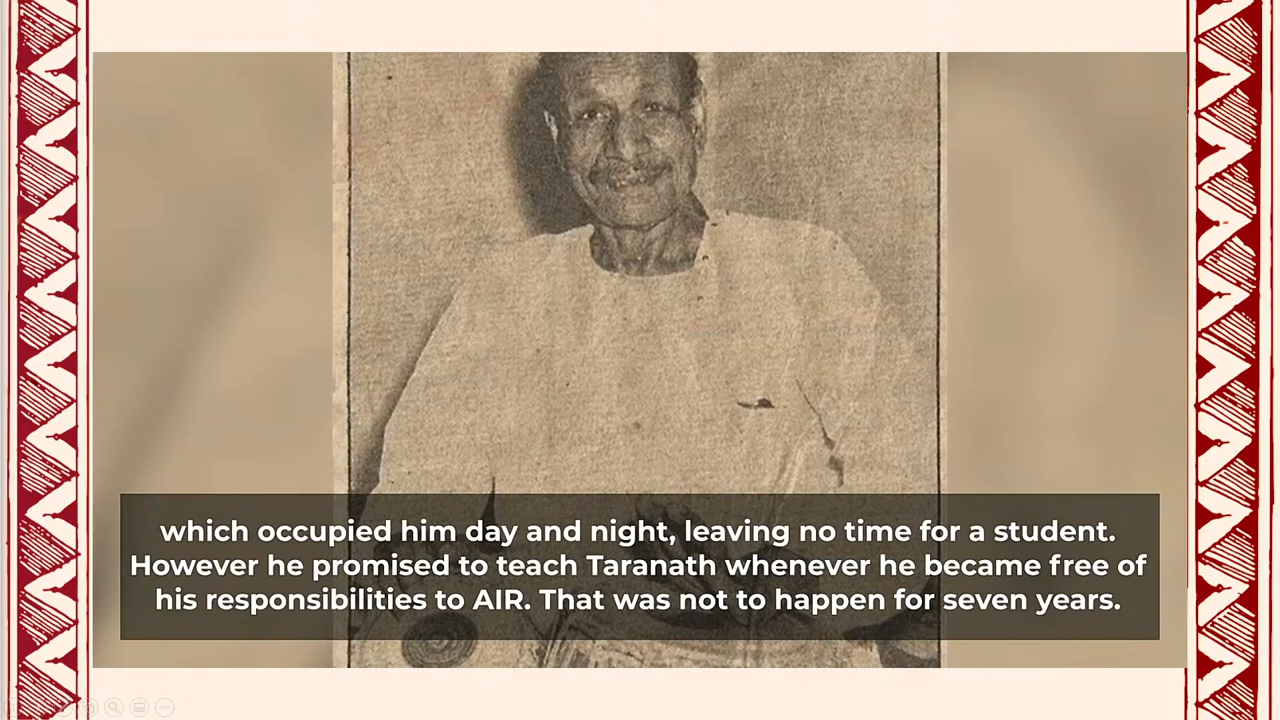 which occupied him day and night, leaving no time for a student.
However he promised to teach Taranath whenever he became free of
his responsibilities to AIR. That was not to happen for seven years.